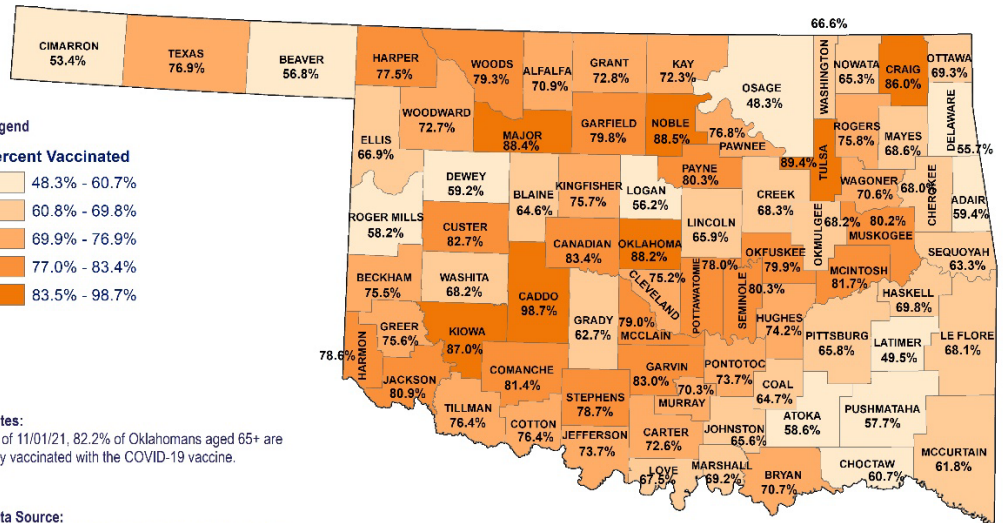 66.6%
CIMARRON
53.4%
TEXAS
76.9%
BEAVER
56.8%
HARPER
77.5%
WOODS
79.3%
ALFALFA
70.9%
GRANT
72.8%
KAY
72.3%
OSAGE
48.3%
WASHINGTON
NOWATA
65.3%
CRAIG
86.0%
OTTAWA
69.3%
DELAWARE
55.7%
egend
ercent Vaccinated
48.3% - 60.7%
60.8% - 69.8%
69.9% - 76.9%
77.0% - 83.4%
83.5% - 98.7%
ELLIS
66.9%
WOODWARD
72.7%
MAJOR
88.4%
GARFIELD
79.8%
NOBLE
88.5%
76.8%
PAWNEE
PAYNE
80.3%
89.4%
TULSA
ROGERS
75.8%
MAYES
68.6%
WAGONER
70.6%
68.0%
CHEROKEE
ADAIR
59.4%
ROGER MILLS
58.2%
DEWEY
59.2%
BLAINE
64.6%
KINGFISHER
75.7%
LOGAN
56.2%
LINCOLN
65.9%
CREEK
68.3%
OKMULGEE
68.2%
80.2%
MUSKOGEE
SEQUOYAH
63.3%
CUSTER
82.7%
CANADIAN
83.4%
OKLAHOMA
88.2%
OKFUSKEE
79.9%
MCINTOSH
81.7%
HASKELL
69.8%
BECKHAM
75.5%
WASHITA
68.2%
CADDO
98.7%
GRADY
62.7%
75.2%
CLEVELAND
78.0%
POTTAWATOMIE
SEMINOLE
80.3%
HUGHES
74.2%
PITTSBURG
65.8%
LATIMER
49.5%
LE FLORE
68.1%
78.6%
HARMON
GREER
75.6%
KIOWA
87.0%
79.0%
MCCLAIN
JACKSON
80.9%
COMANCHE
81.4%
GARVIN
83.0%
PONTOTOC
73.7%
COAL
64.7%
TILLMAN
76.4%
COTTON
76.4%
STEPHENS
78.7%
70.3%
MURRAY
JOHNSTON
65.6%
ATOKA
58.6%
PUSHMATAHA
57.7%
MCCURTAIN
61.8%
JEFFERSON
73.7%
CARTER
72.6%
LOVE
67.5%
MARSHALL
69.2%
BRYAN
70.7%
CHOCTAW
60.7%
tes:
of 11/01/21, 82.2% of Oklahomans aged 65+ are
y vaccinated with the COVID-19 vaccine.
ta Source: